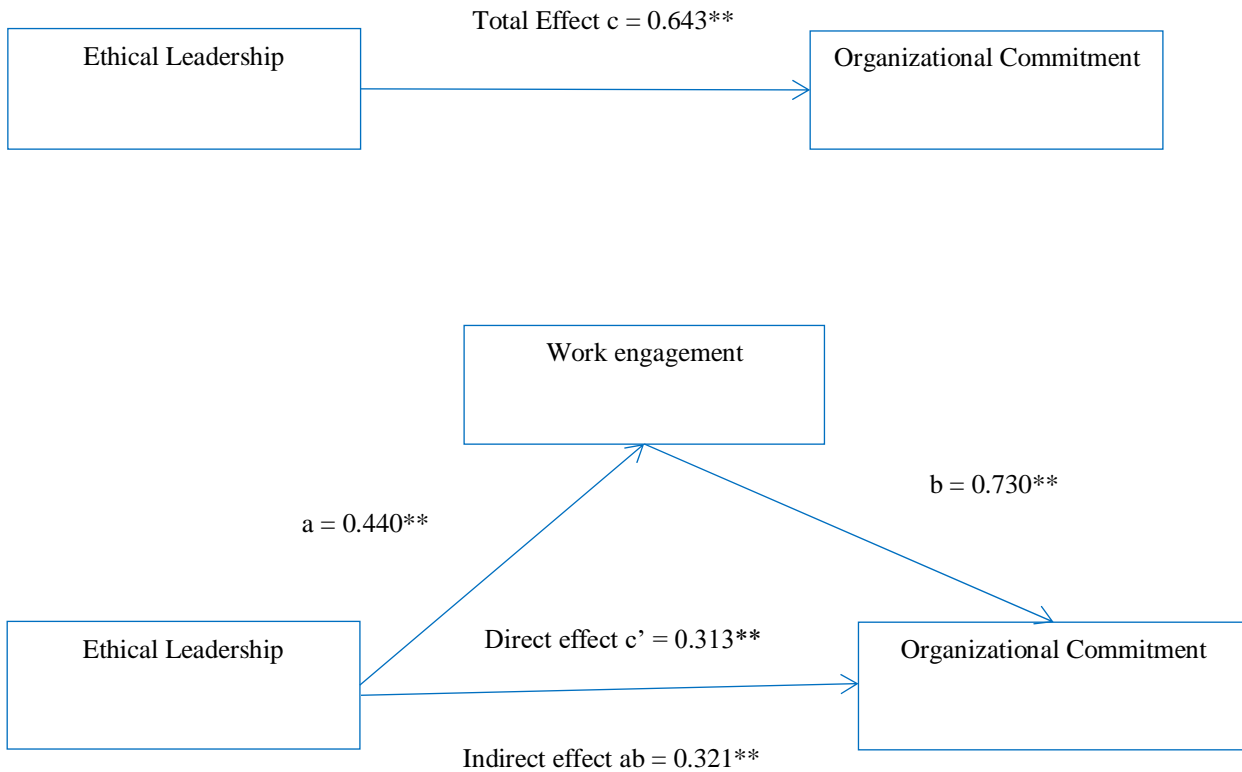 Total Effect c = 0.643**
Ethical Leadership
Organizational Commitment
Work engagement
a = 0.440**
b = 0.730**
Ethical Leadership
Direct effect c’ = 0.313**
Organizational Commitment
Indirect effect ab = 0.321**